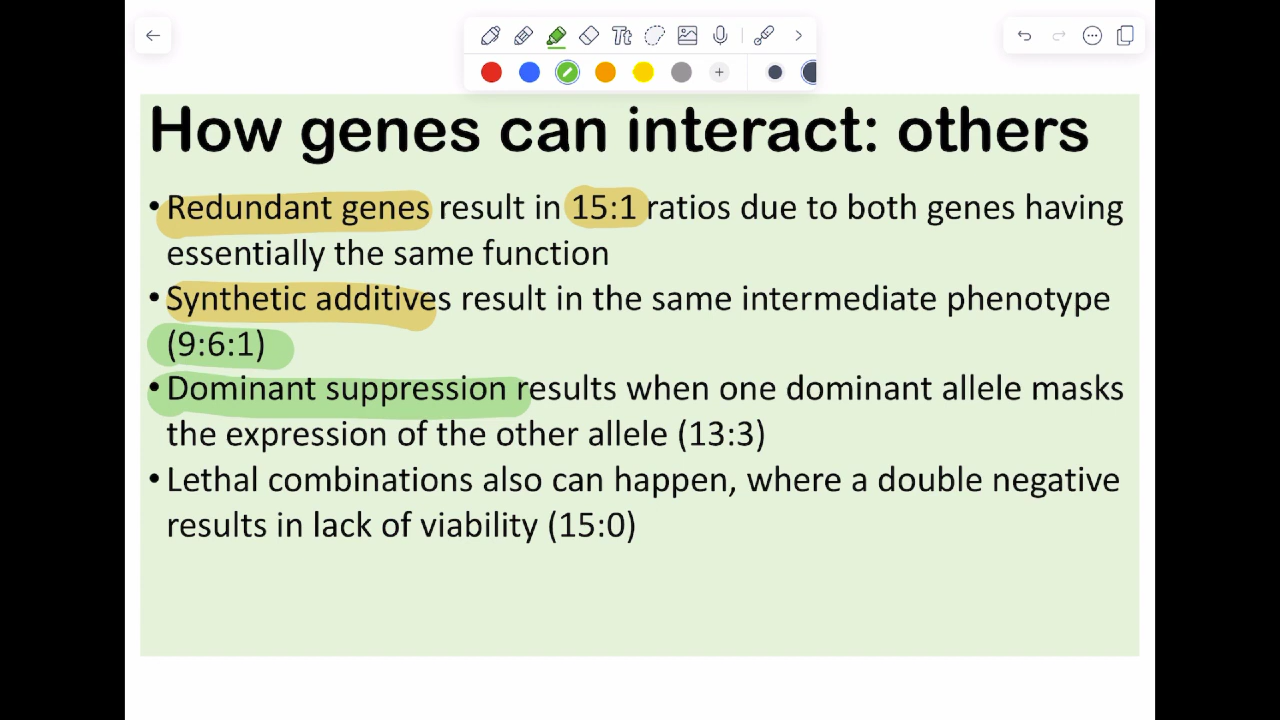 Tt
How genes can interact: others
• Redundant genes result in 15:1 ratios due to both genes having
essentially the same function
• Synthetic additives result in the same intermediate phenotype
(9:6:1)
• Dominant suppression results when one dominant allele masks
the expression of the other allele (13:3)
• Lethal combinations also can happen, where a double negative
results in lack of viability (15:0)